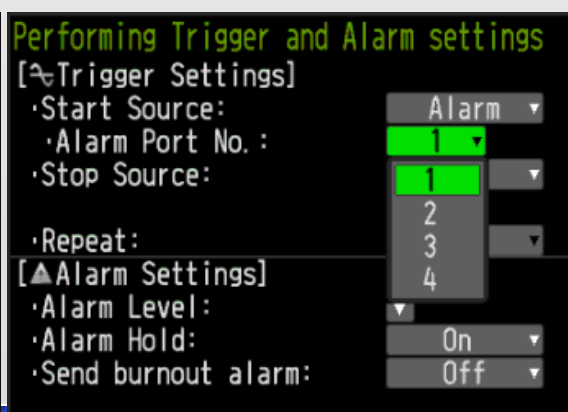 Performing Trigger and Alarm settings
[Trigger Settings]
・Start Source: Alarm
・Alarm Port No.: 1
・Stop Source: 1
2
・Repeat: 3
[Alarm Settings] 4
・Alarm Level:
・Alarm Hold: On
・Send burnout alarm: Off